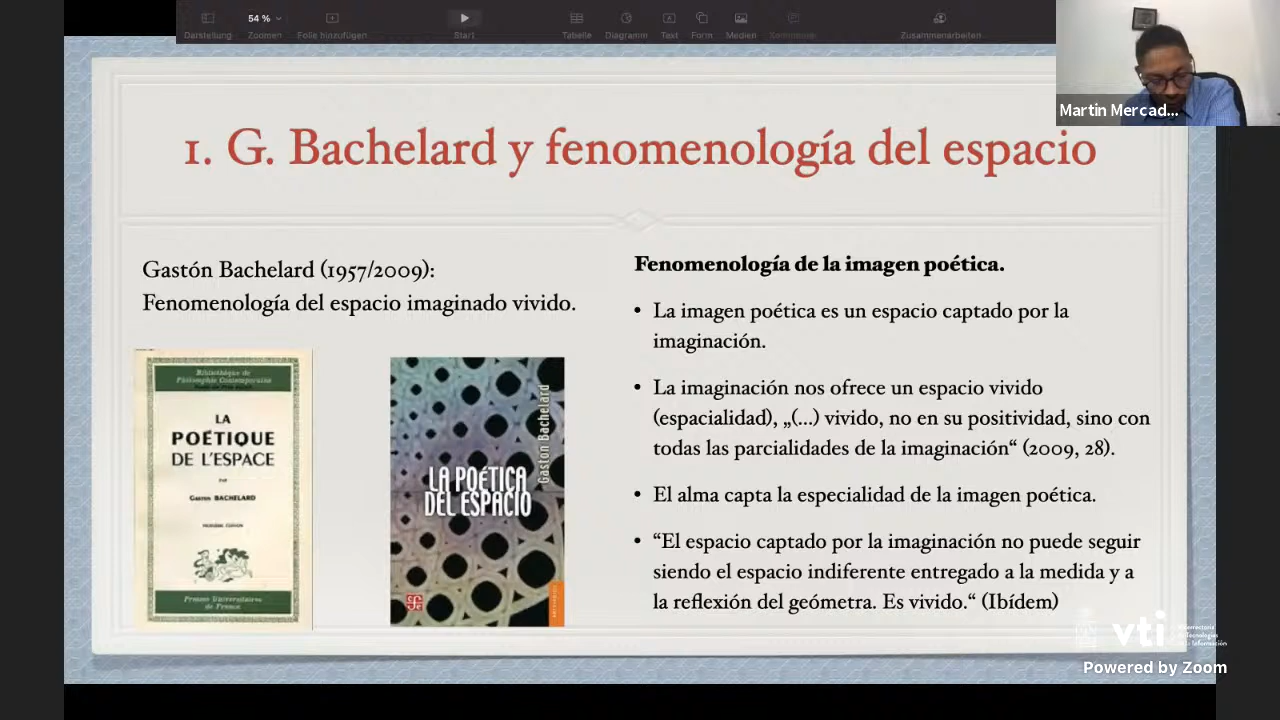 54 %
Darstellung
Zoomen
Folie hinzufügen
Start
Tabelle
Diagramm
Text
Form
Medien
Kommentar
Zusammenarbeiten
Martin Mercad...
1. G. Bachelard y fenomenología del espacio
Gastón Bachelard (1957/2009):
Fenomenología del espacio imaginado vivido.
Bibliothèque de
Philosophie Contemporaine
LA
POÉTIQUE
DE L'ESPACE
PAR
Gaston BACHELARD
Presses Universitaires
de France
Gaston Bachelard
LA POÉTICA
DEL ESPACIO
Fenomenología de la imagen poética.
• La imagen poética es un espacio captado por la
imaginación.
• La imaginación nos ofrece un espacio vivido
(espacialidad), „(...) vivido, no en su positividad, sino con
todas las parcialidades de la imaginación“ (2009, 28).
• El alma capta la especialidad de la imagen poética.
• “El espacio captado por la imaginación no puede seguir
siendo el espacio indiferente entregado a la medida y a
la reflexión del geómetra. Es vivido.“ (Ibídem)
vti
Powered by Zoom